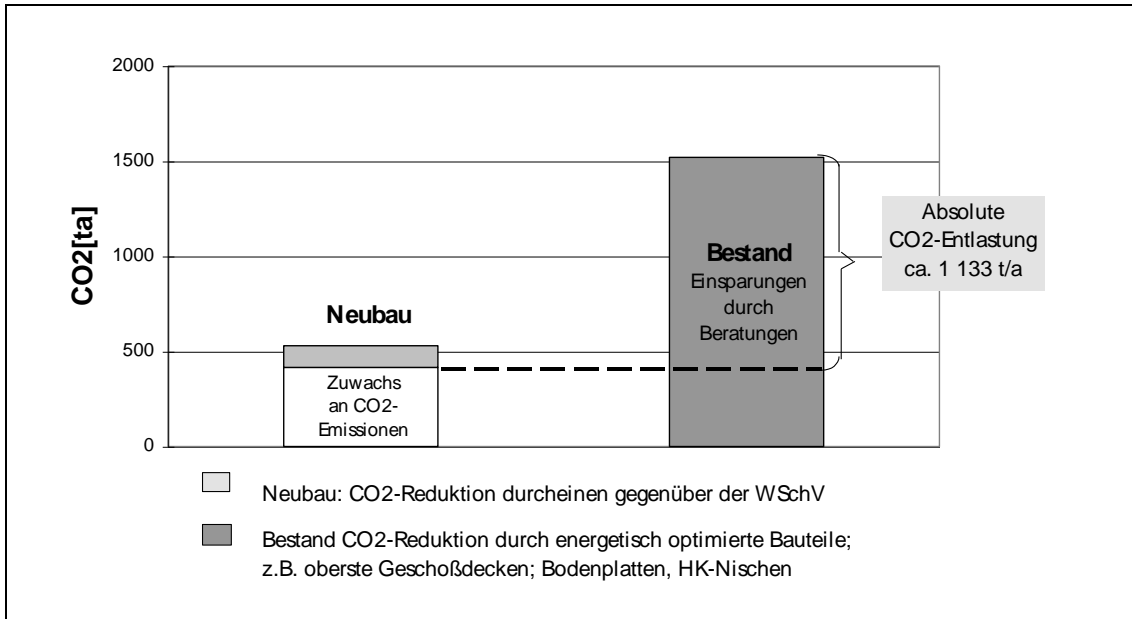 2000
1500
1000
500
0
CO2[ta]
Neubau
Zuwachs
an CO2-
Emissionen
Bestand
Einsparungen
durch
Beratungen
Absolute
CO2-Entlastung
ca. 1 133 t/a
Neubau: CO2-Reduktion durcheinen gegenüber der WSchV
Bestand CO2-Reduktion durch energetisch optimierte Bauteile;
z.B. oberste Geschoßdecken; Bodenplatten, HK-Nischen